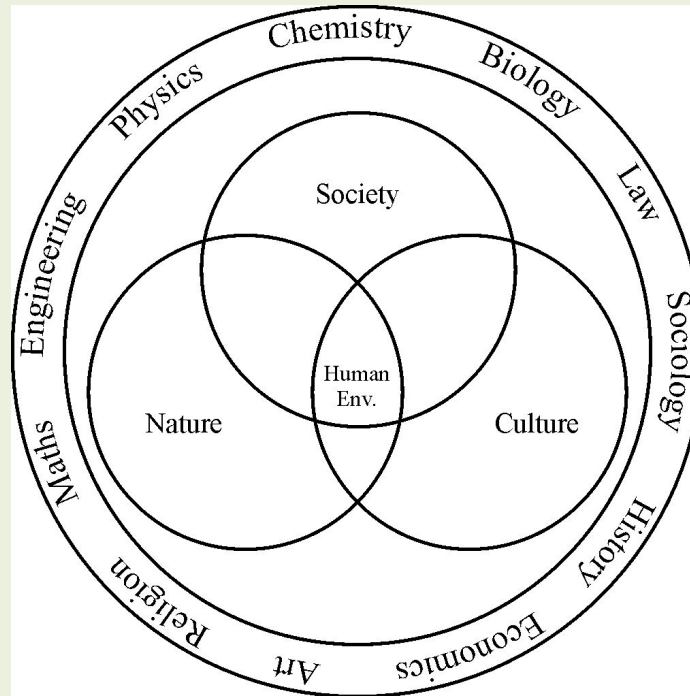 Chemistry
Biology
Law
Sociology
History
Economics
Art
Religion
Maths
Engineering
Physics
Society
Human
Env.
Nature
Culture